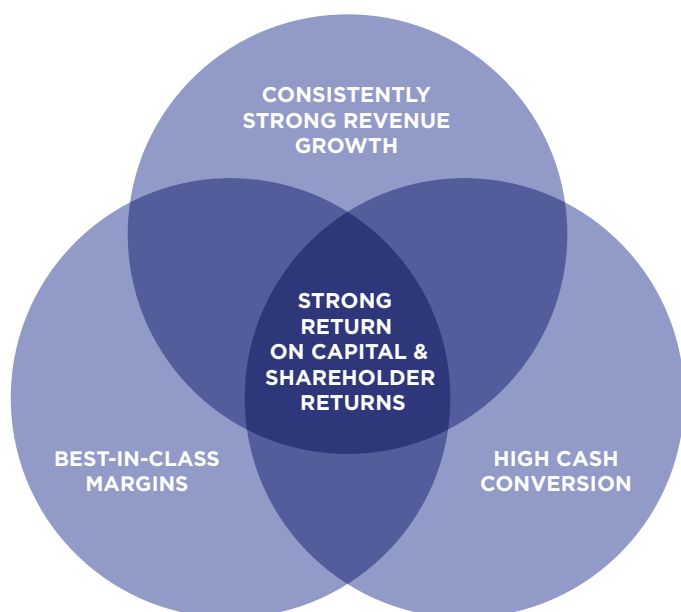 CONSISTENTLY
STRONG REVENUE
GROWTH
STRONG
RETURN
ON CAPITAL &
SHAREHOLDER
RETURNS
BEST-IN-CLASS
MARGINS
HIGH CASH
CONVERSION